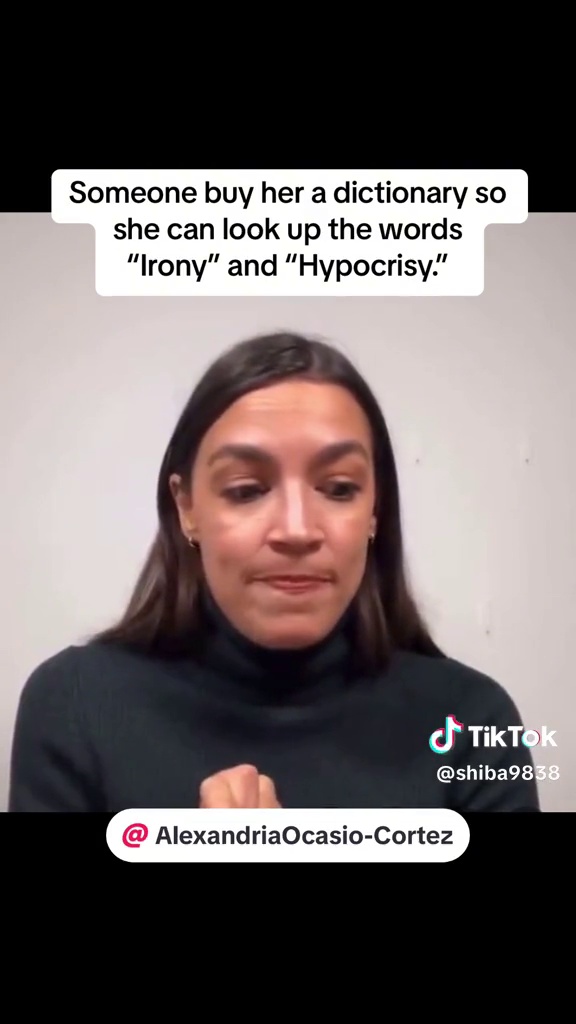 Someone buy her a dictionary so
she can look up the words
“Irony” and “Hypocrisy.”
TikTok
@shiba9838
@ AlexandriaOcasio-Cortez